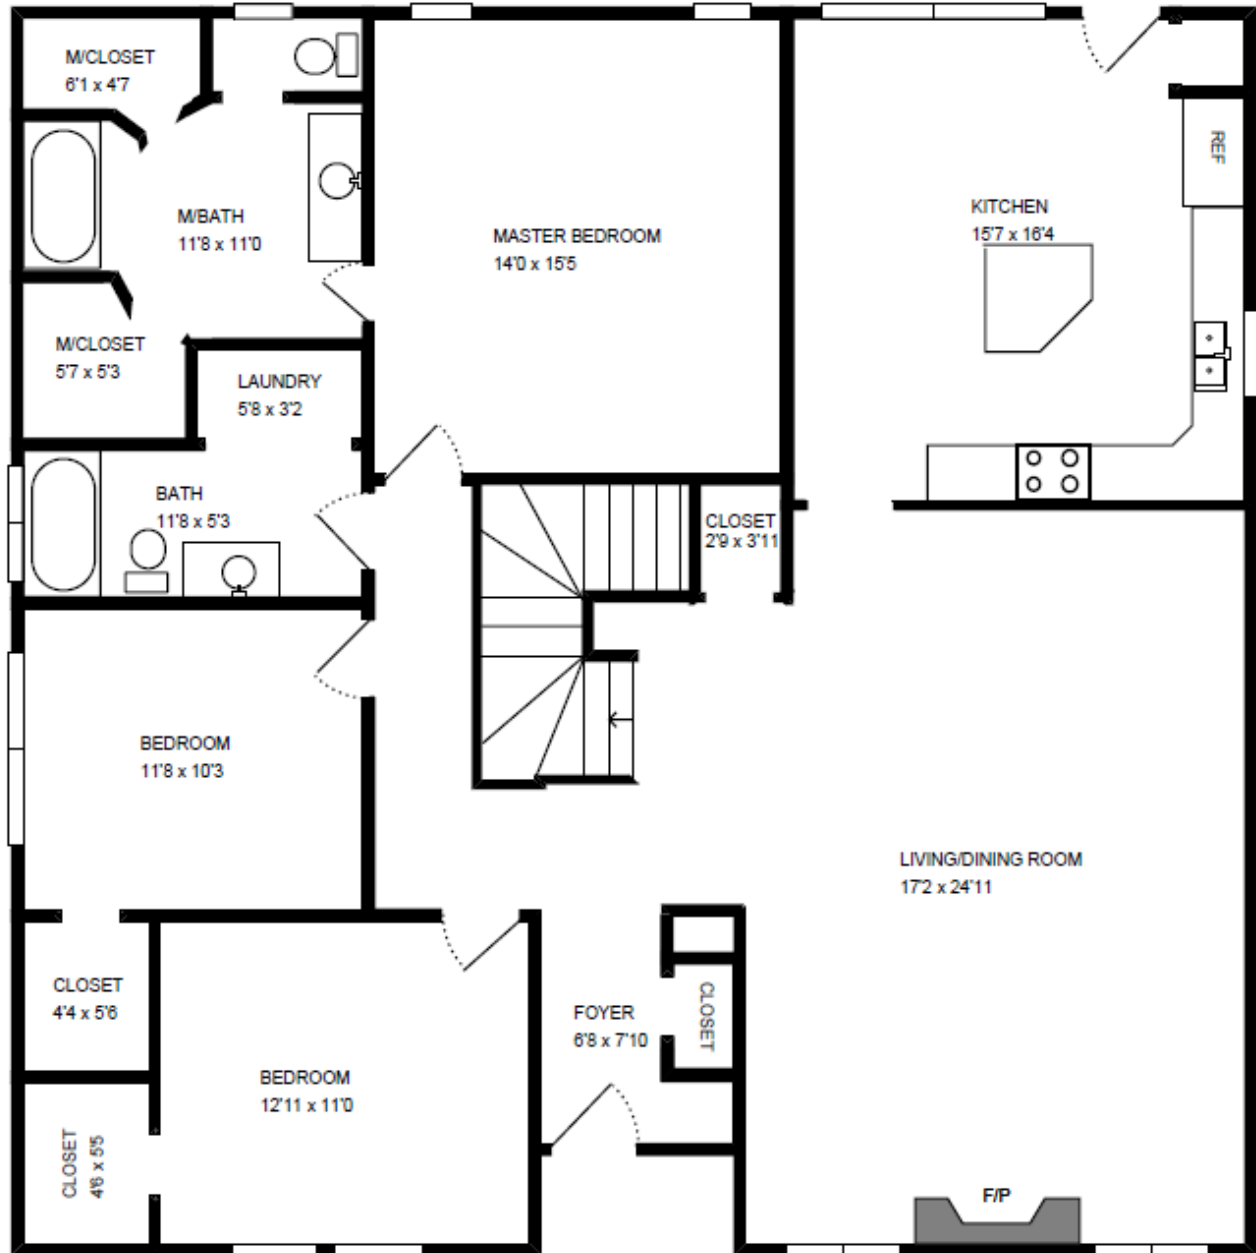 M/CLOSET
6'1 x 4'7
M/BATH
11'8 x 11'0
MASTER BEDROOM
14'0 x 15'5
KITCHEN
15'7 x 16'4
REF
M/CLOSET
5'7 x 5'3
LAUNDRY
5'8 x 3'2
BATH
11'8 x 5'3
CLOSET
2'9 x 3'11
BEDROOM
11'8 x 10'3
LIVING/DINING ROOM
17'2 x 24'11
CLOSET
4'4 x 5'6
FOYER
6'8 x 7'10
CLOSET
BEDROOM
12'11 x 11'0
CLOSET
4'6 x 5'5
F/P